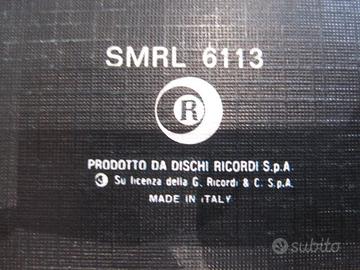 SMRL 6113
R
PRODOTTO DA DISCHI RICORDI S.p.A.
R Su licenza della G. Ricordi & C. S.p.A.
MADE IN ITALY
subito